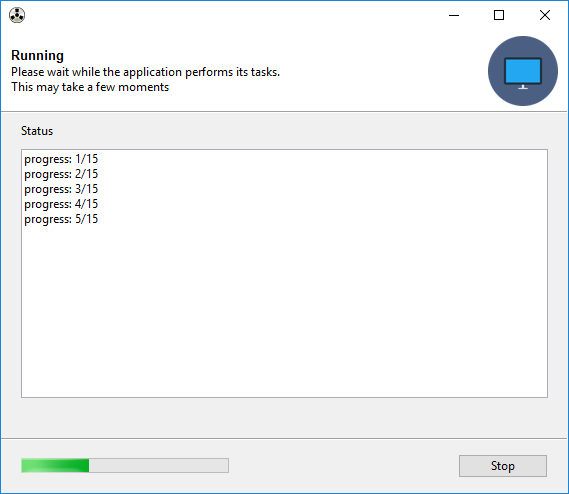 Running
Please wait while the application performs its tasks.
This may take a few moments
Status
progress: 1/15
progress: 2/15
progress: 3/15
progress: 4/15
progress: 5/15
Stop